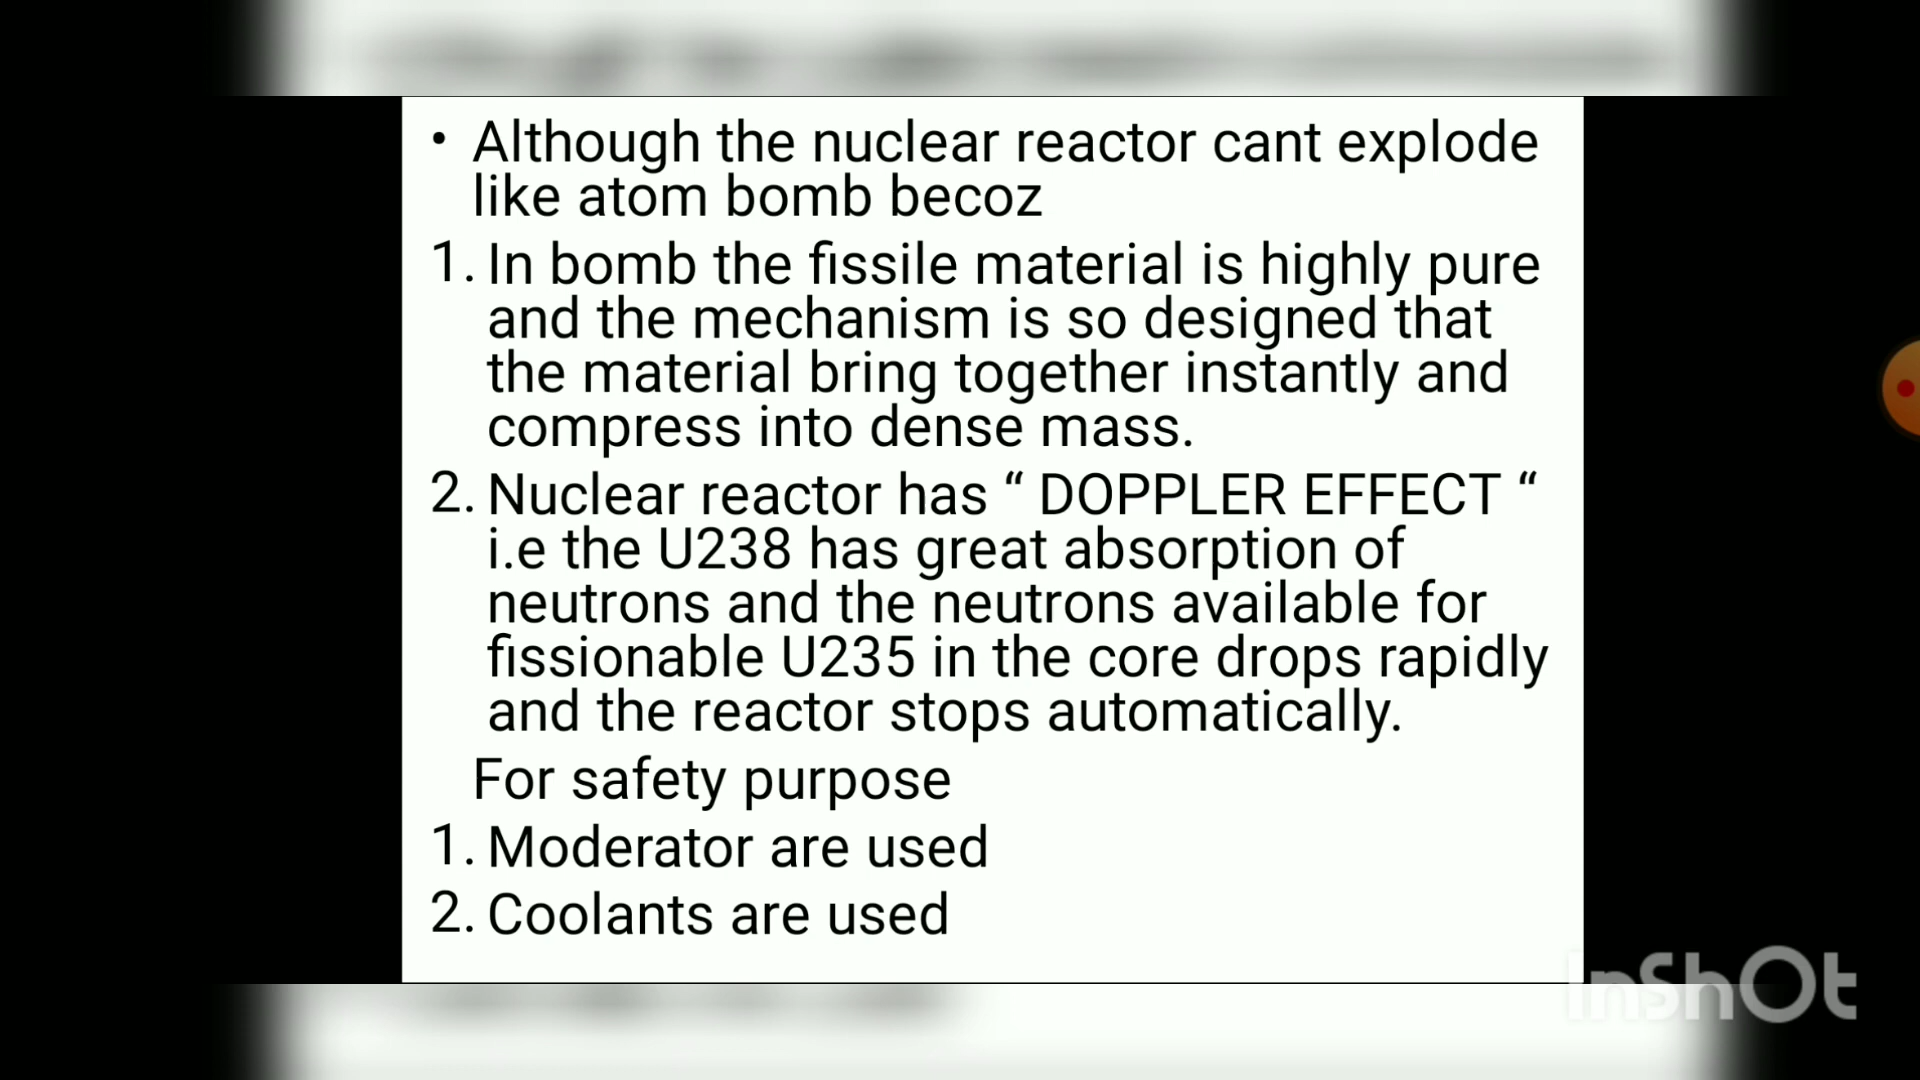 • Although the nuclear reactor cant explode
like atom bomb becoz
1. In bomb the fissile material is highly pure
and the mechanism is so designed that
the material bring together instantly and
compress into dense mass.
2. Nuclear reactor has “ DOPPLER EFFECT “
i.e the U238 has great absorption of
neutrons and the neutrons available for
fissionable U235 in the core drops rapidly
and the reactor stops automatically.
For safety purpose
1. Moderator are used
2. Coolants are used
InShOt